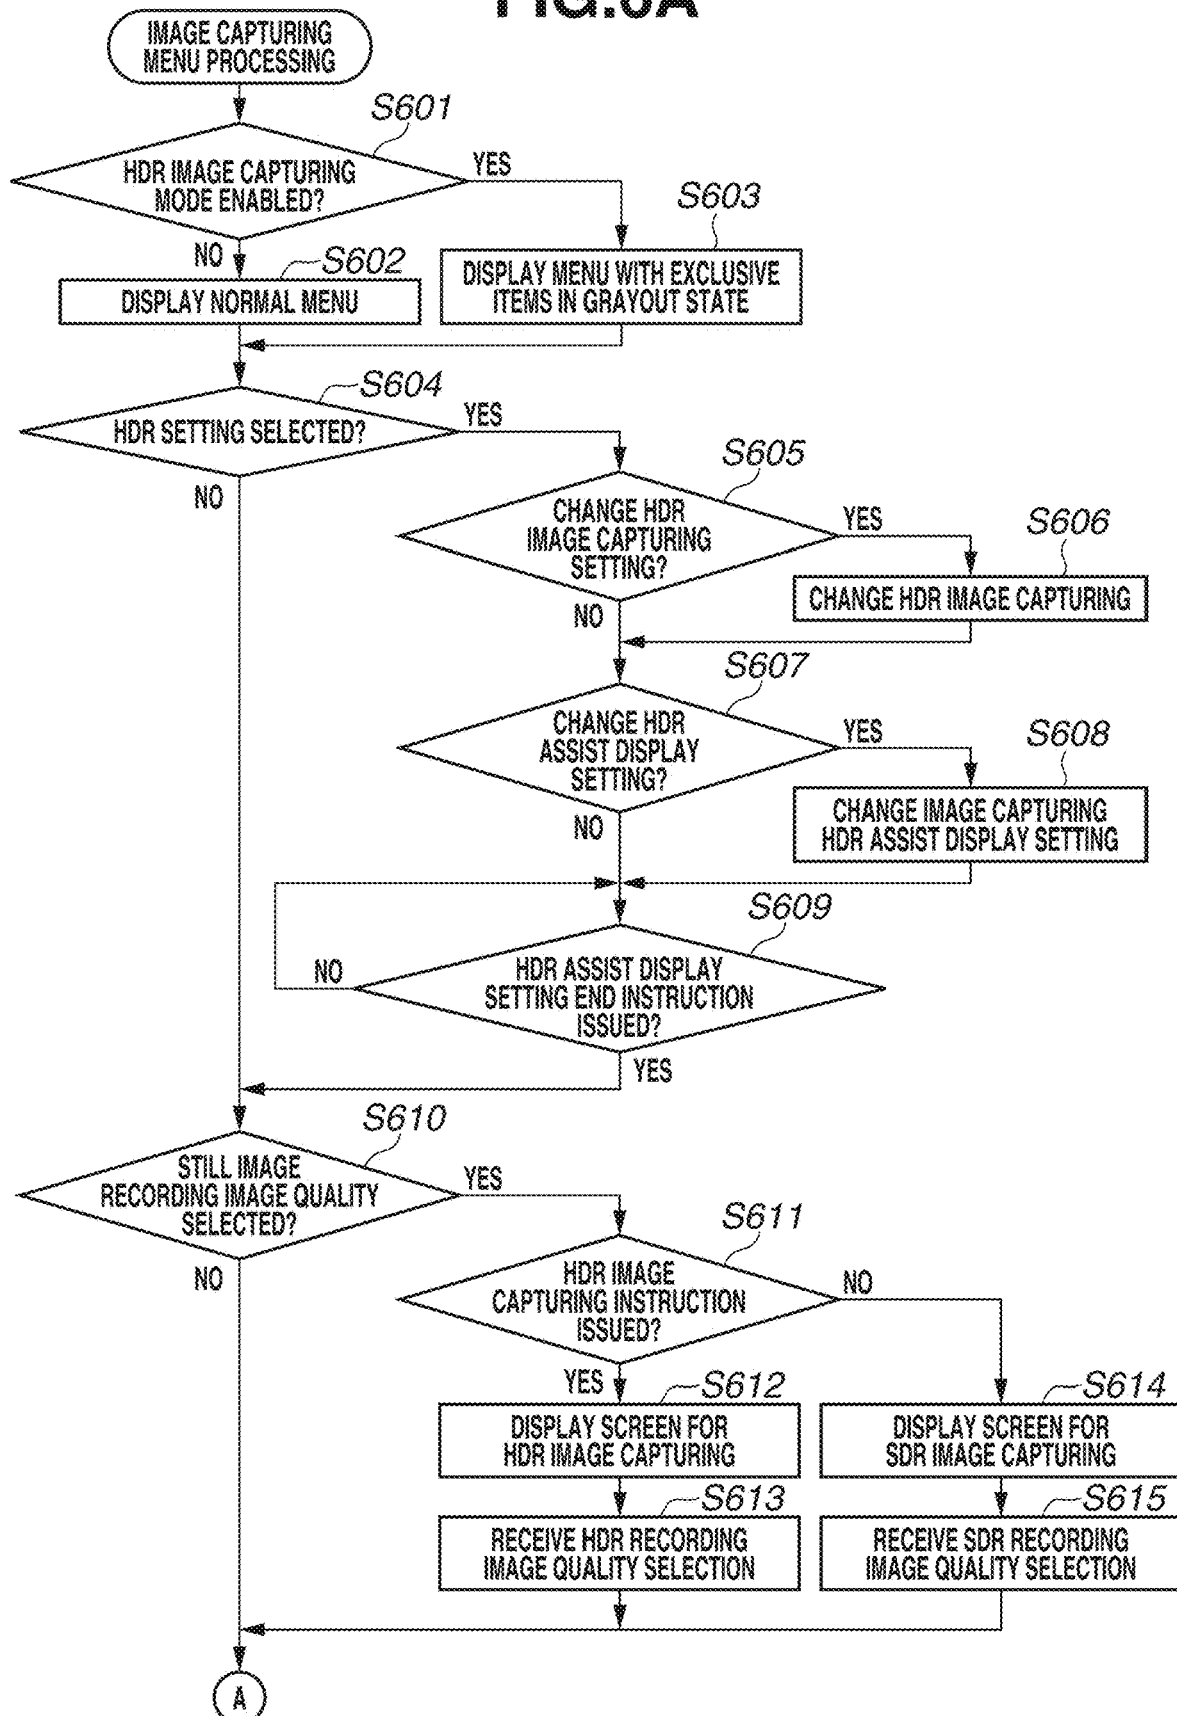 IMAGE CAPTURING
MENU PROCESSING
S601
HDR IMAGE CAPTURING
MODE ENABLED?
YES
NO
S602
DISPLAY NORMAL MENU
S603
DISPLAY MENU WITH EXCLUSIVE
ITEMS IN GRAYOUT STATE
S604
HDR SETTING SELECTED?
YES
NO
S605
CHANGE HDR
IMAGE CAPTURING
SETTING?
YES
NO
S606
CHANGE HDR IMAGE CAPTURING
S607
CHANGE HDR
ASSIST DISPLAY
SETTING?
YES
NO
S608
CHANGE IMAGE CAPTURING
HDR ASSIST DISPLAY SETTING
S609
HDR ASSIST DISPLAY
SETTING END INSTRUCTION
ISSUED?
NO
YES
S610
STILL IMAGE
RECORDING IMAGE QUALITY
SELECTED?
YES
NO
S611
HDR IMAGE
CAPTURING INSTRUCTION
ISSUED?
NO
YES
S612
DISPLAY SCREEN FOR
HDR IMAGE CAPTURING
S614
DISPLAY SCREEN FOR
SDR IMAGE CAPTURING
S613
RECEIVE HDR RECORDING
IMAGE QUALITY SELECTION
S615
RECEIVE SDR RECORDING
IMAGE QUALITY SELECTION
A